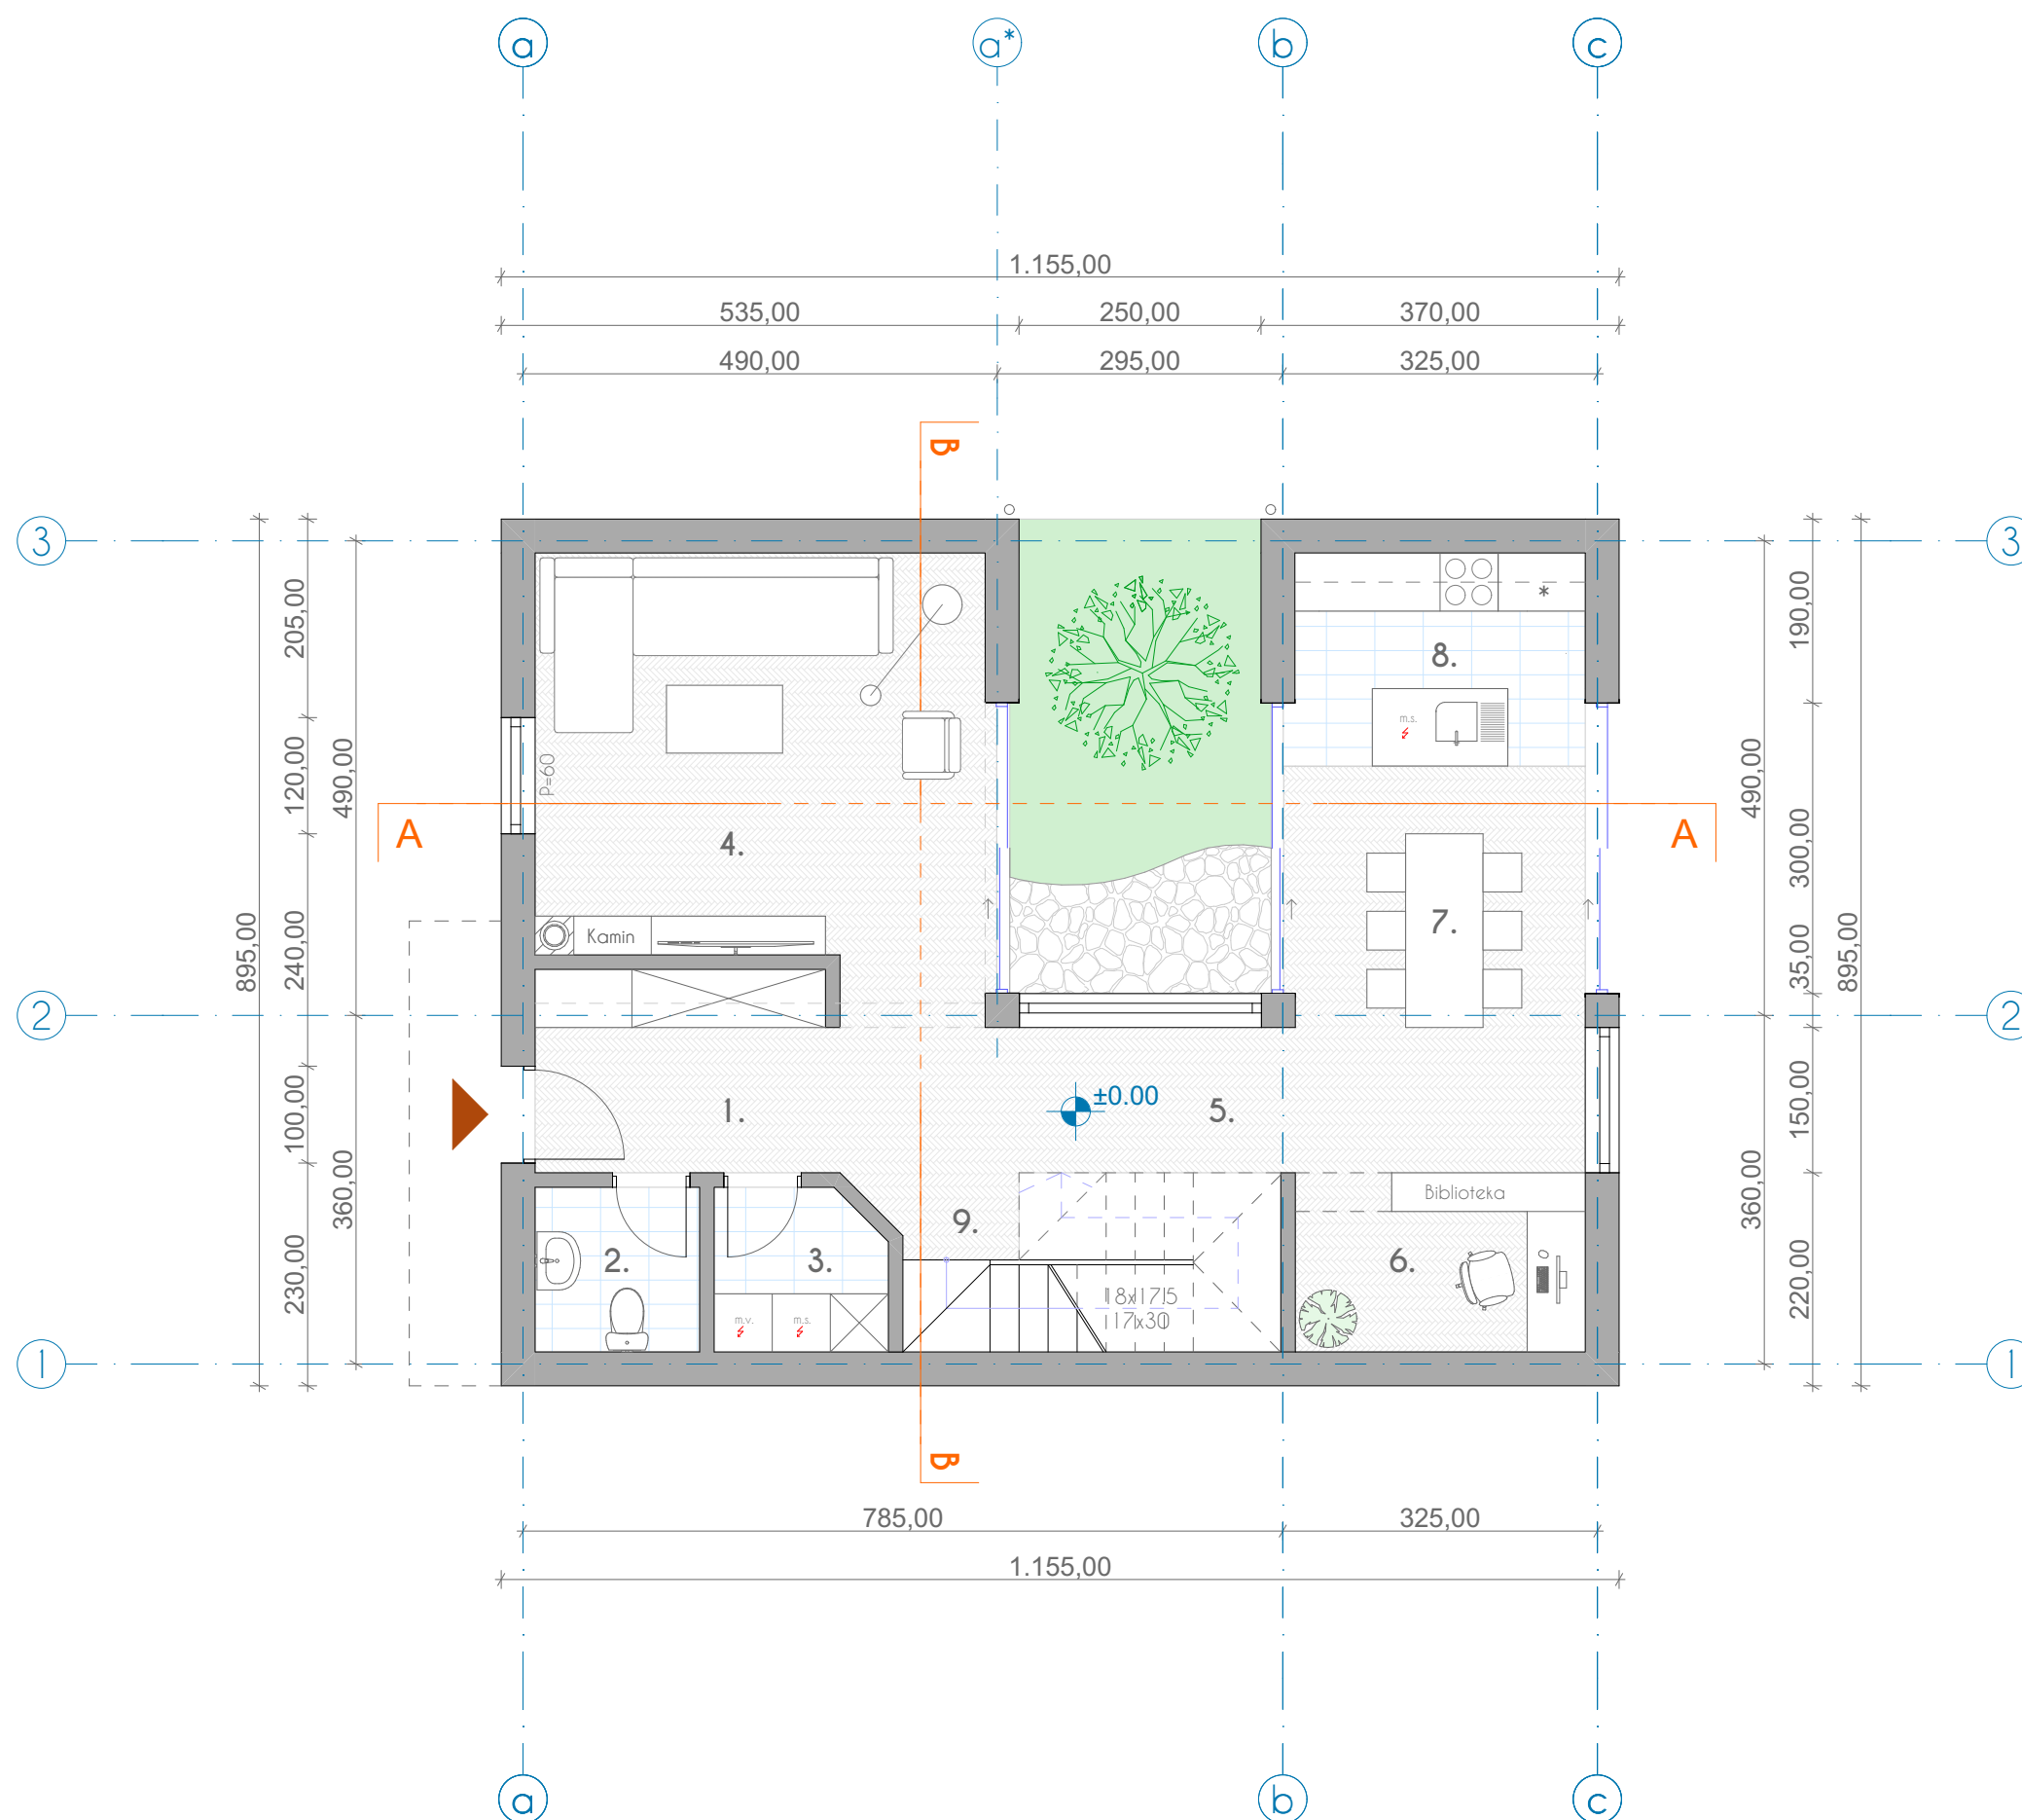 a a* b c
1.155,00
535,00 250,00 370,00
490,00 295,00 325,00
B
3 3
205,00 190,00
8.
m.s.
*
120,00 490,00 P=60 490,00
A A
4. 300,00
7.
Kamin
895,00 240,00 35,00 895,00
2 2
100,00 1. ±0.00 5. 150,00
360,00 360,00
Biblioteka
9.
230,00 2. 3. 6. 220,00
m.v. m.s.
18x17,5
17x30
1 1
B
785,00 325,00
1.155,00
a b c